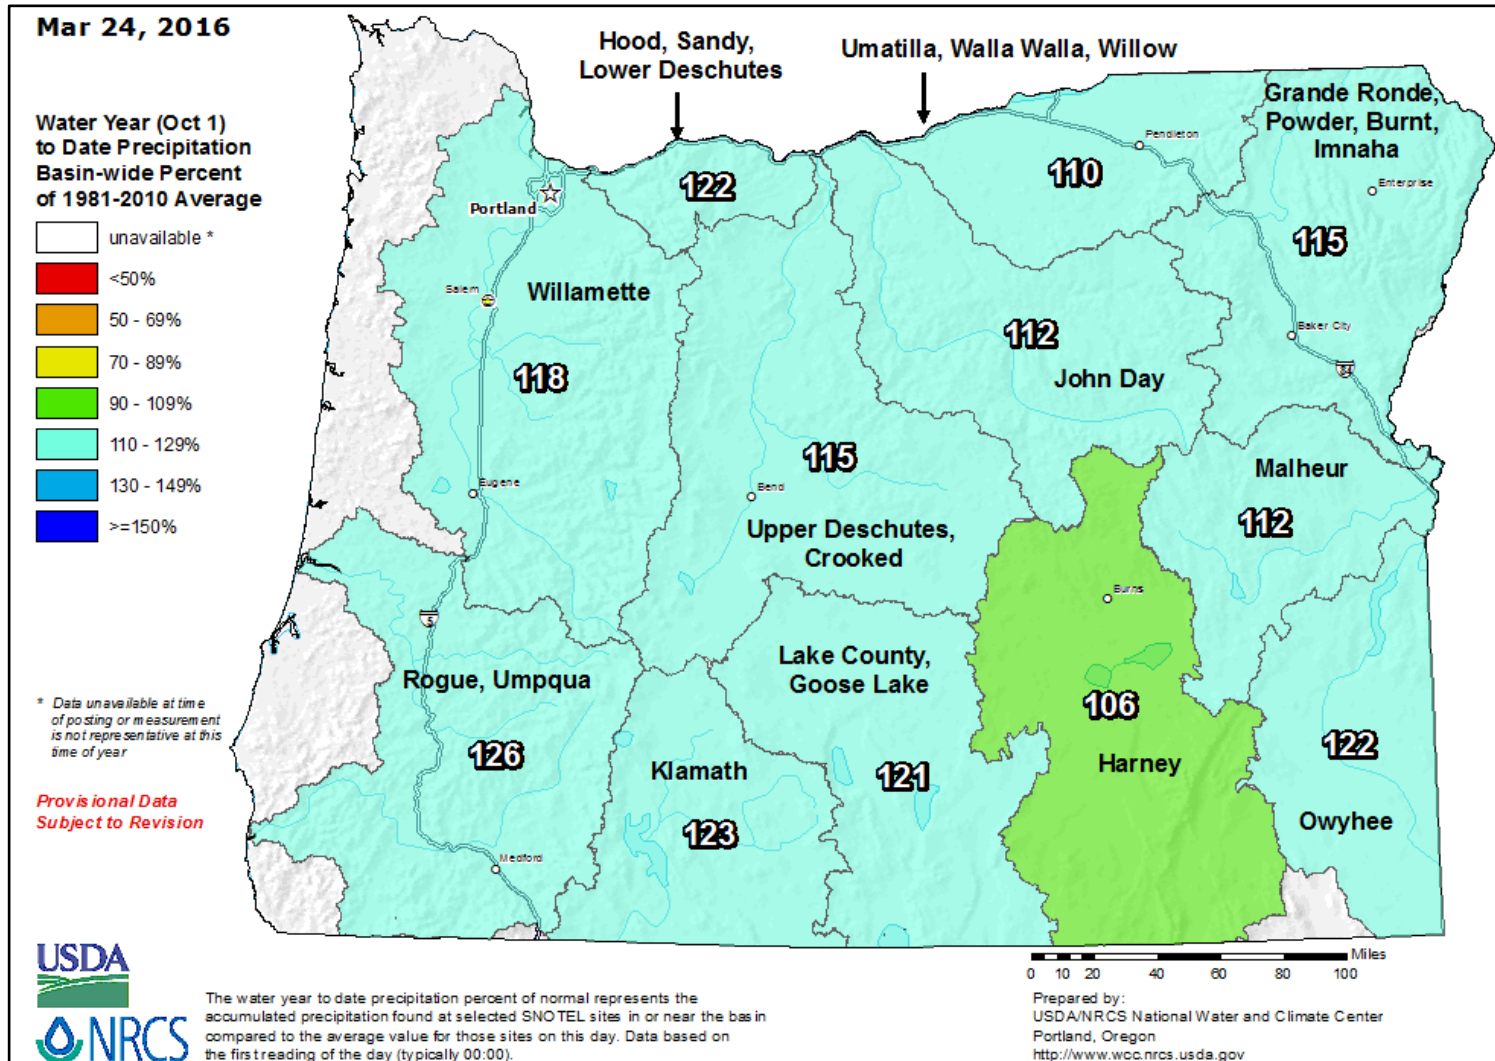 Mar 24, 2016
Water Year (Oct 1)
to Date Precipitation
Basin-wide Percent
of 1981-2010 Average
unavailable *
<50%
50 - 69%
70 - 89%
90 - 109%
110 - 129%
130 - 149%
>=150%
* Data unavailable at time
of posting or measurement
is not representative at this
time of year
Provisional Data
Subject to Revision
Hood, Sandy,
Lower Deschutes
122
Umatilla, Walla Walla, Willow
110
Pendleton
Grande Ronde,
Powder, Burnt,
Imnaha
Enterprise
115
Baker City
84
Portland
Salem
Willamette
118
Eugene
112
John Day
115
Bend
Upper Deschutes,
Crooked
Malheur
112
Burns
106
Harney
5
Rogue, Umpqua
126
Medford
Klamath
123
Lake County,
Goose Lake
121
122
Owyhee
USDA
NRCS
The water year to date precipitation percent of normal represents the
accumulated precipitation found at selected SNOTEL sites in or near the basin
compared to the average value for those sites on this day. Data based on
the first reading of the day (typically 00:00).
Miles
0 10 20 40 60 80 100
Prepared by:
USDA/NRCS National Water and Climate Center
Portland, Oregon
http://www.wcc.nrcs.usda.gov